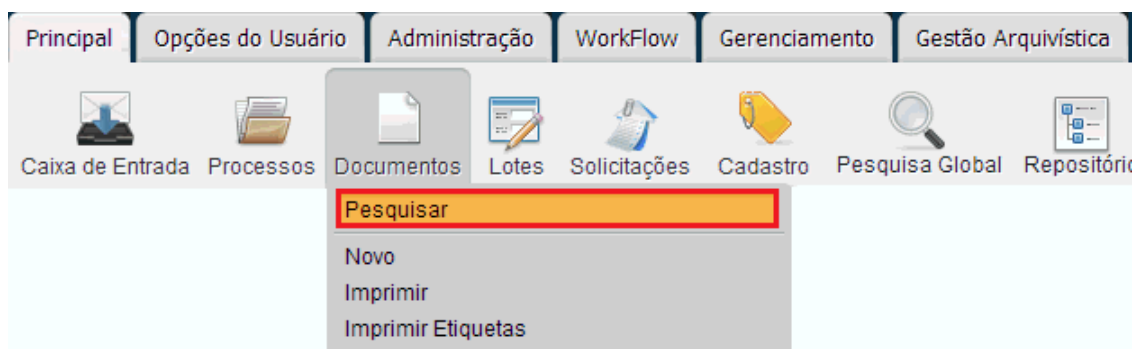 Principal Opções do Usuário Administração WorkFlow Gerenciamento Gestão Arquivística
Caixa de Entrada Processos Documentos Lotes Solicitações Cadastro Pesquisa Global Repositóri
Pesquisar
Novo
Imprimir
Imprimir Etiquetas